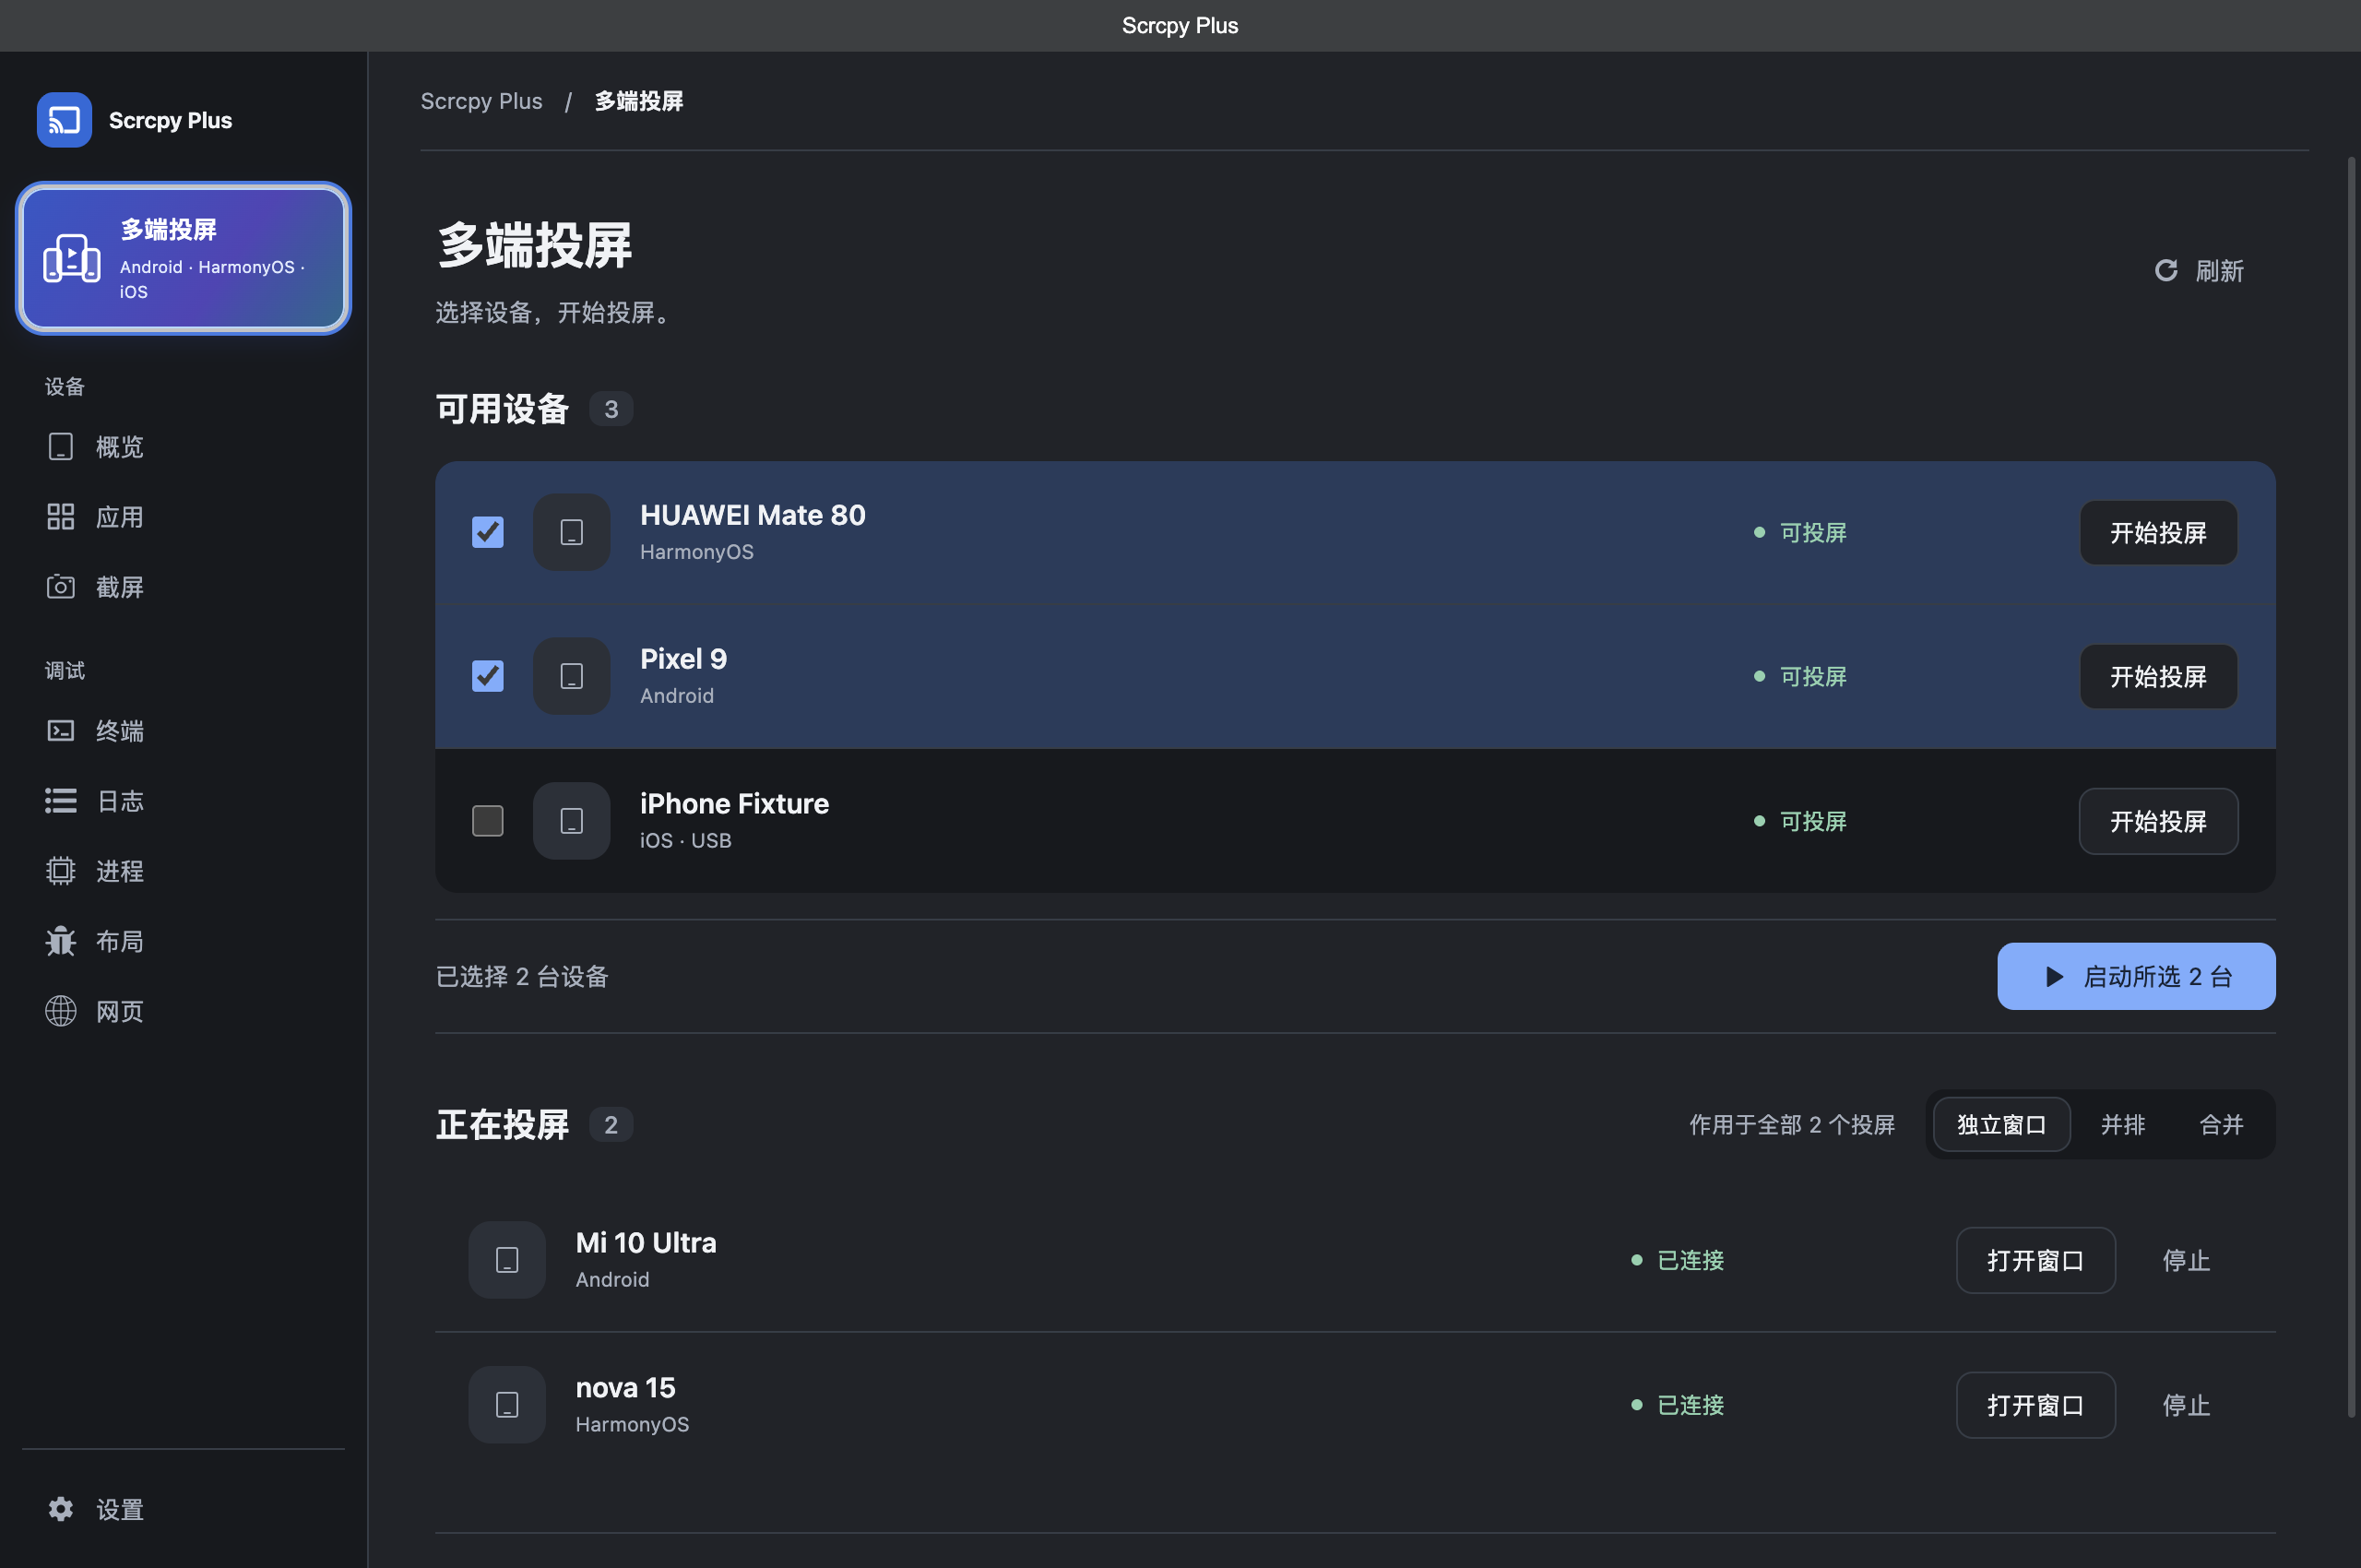 Scrcpy Plus
Scrcpy Plus
多端投屏
Android · HarmonyOS ·
iOS
设备
概览
应用
截屏
调试
终端
日志
进程
布局
网页
设置
Scrcpy Plus / 多端投屏
多端投屏
选择设备，开始投屏。
刷新
可用设备 3
HUAWEI Mate 80
HarmonyOS
可投屏
开始投屏
Pixel 9
Android
可投屏
开始投屏
iPhone Fixture
iOS · USB
可投屏
开始投屏
已选择 2 台设备
启动所选 2 台
正在投屏 2
作用于全部 2 个投屏
独立窗口 并排 合并
Mi 10 Ultra
Android
已连接
打开窗口 停止
nova 15
HarmonyOS
已连接
打开窗口 停止